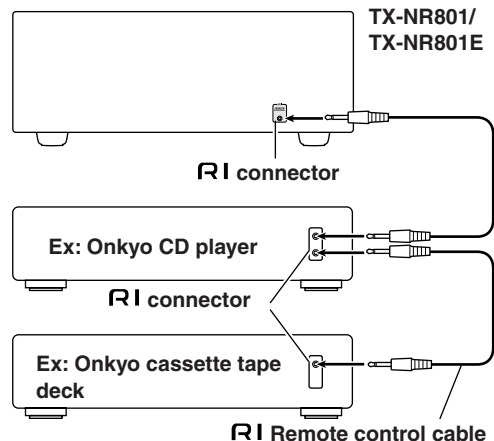 TX-NR801/
TX-NR801E
RI connector
Ex: Onkyo CD player
RI connector
Ex: Onkyo cassette tape
deck
RI Remote control cable